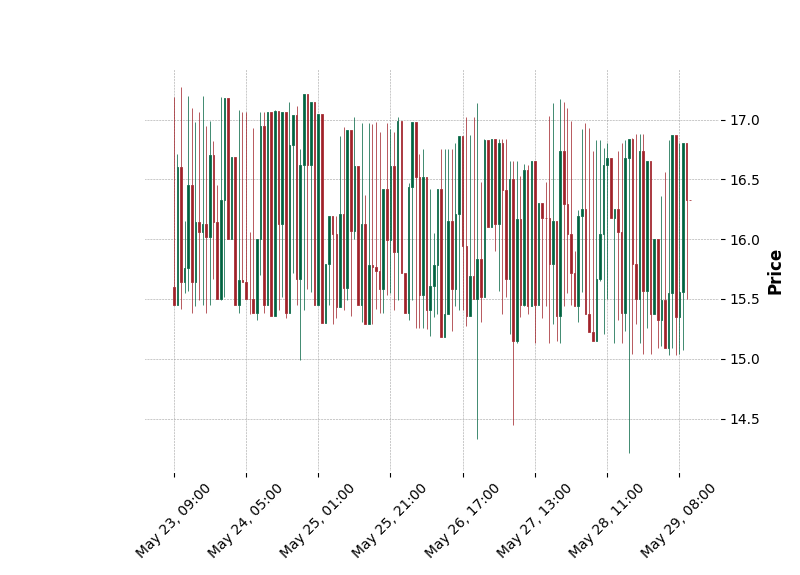 17.0
16.5
16.0
15.5
15.0
14.5
Price
May 23, 09:00
May 24, 05:00
May 25, 01:00
May 25, 21:00
May 26, 17:00
May 27, 13:00
May 28, 11:00
May 29, 08:00